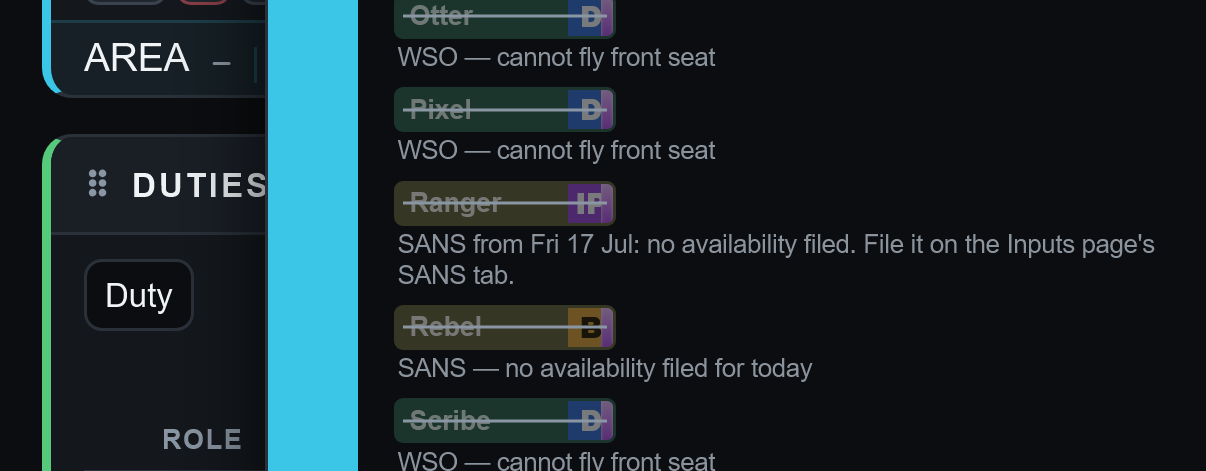 AREA –
DUTIES
Duty
ROLE
Otter D
WSO — cannot fly front seat
Pixel D
WSO — cannot fly front seat
Ranger IP
SANS from Fri 17 Jul: no availability filed. File it on the Inputs page's
SANS tab.
Rebel B
SANS — no availability filed for today
Scribe D
WSO — cannot fly front seat